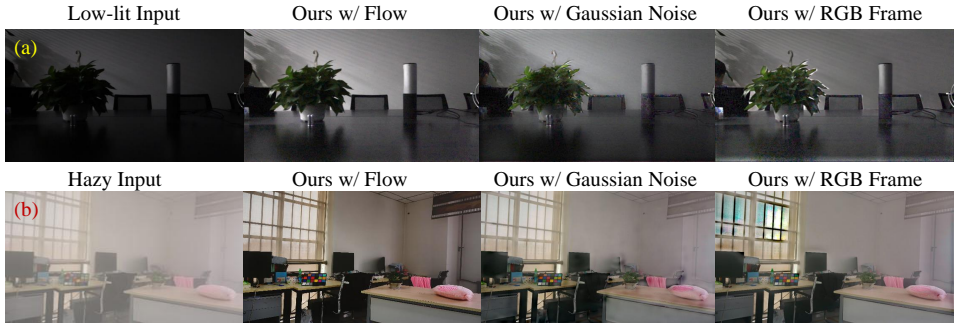 Low-lit Input Ours w/ Flow Ours w/ Gaussian Noise Ours w/ RGB Frame
(a)
Hazy Input Ours w/ Flow Ours w/ Gaussian Noise Ours w/ RGB Frame
(b)